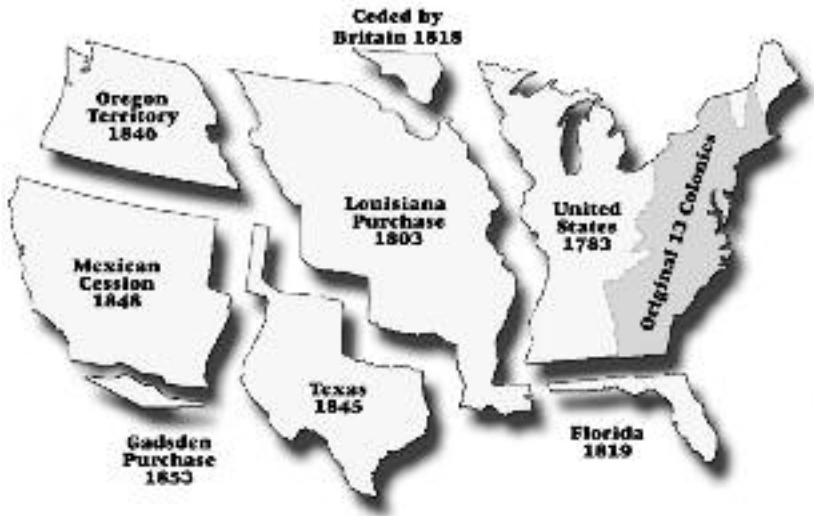 Ceded by
Britain 1818
Oregon
Territory
1846
Louisiana
Purchase
1803
United
States
1783
Original 13 Colonies
Mexican
Cession
1848
Texas
1845
Gadsden
Purchase
1853
Florida
1819